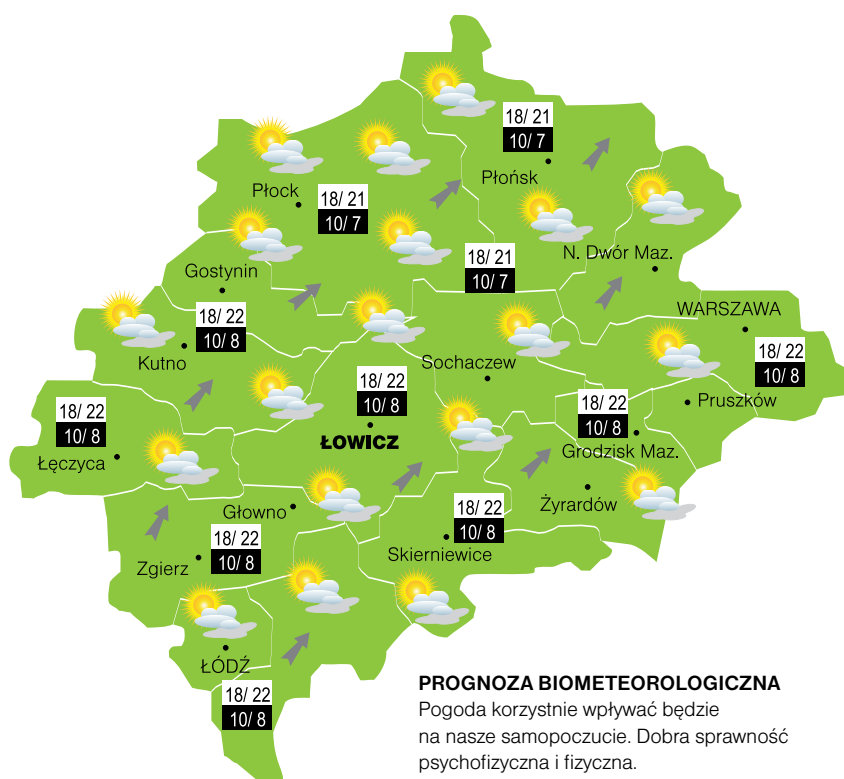 18/ 21
10/ 7
Płońsk
Płock
18/ 21
10/ 7
N. Dwór Maz.
18/ 21
10/ 7
Gostynin
WARSZAWA
18/ 22
10/ 8
Kutno
18/ 22
10/ 8
Sochaczew
18/ 22
10/ 8
ŁOWICZ
Pruszków
18/ 22
10/ 8
Grodzisk Maz.
18/ 22
10/ 8
Łęczyca
Żyrardów
Głowno
18/ 22
10/ 8
Skierniewice
18/ 22
10/ 8
Zgierz
ŁÓDŹ
18/ 22
10/ 8
PROGNOZA BIOMETEOROLOGICZNA
Pogoda korzystnie wpływać będzie
na nasze samopoczucie. Dobra sprawność
psychofizyczna i fizyczna.